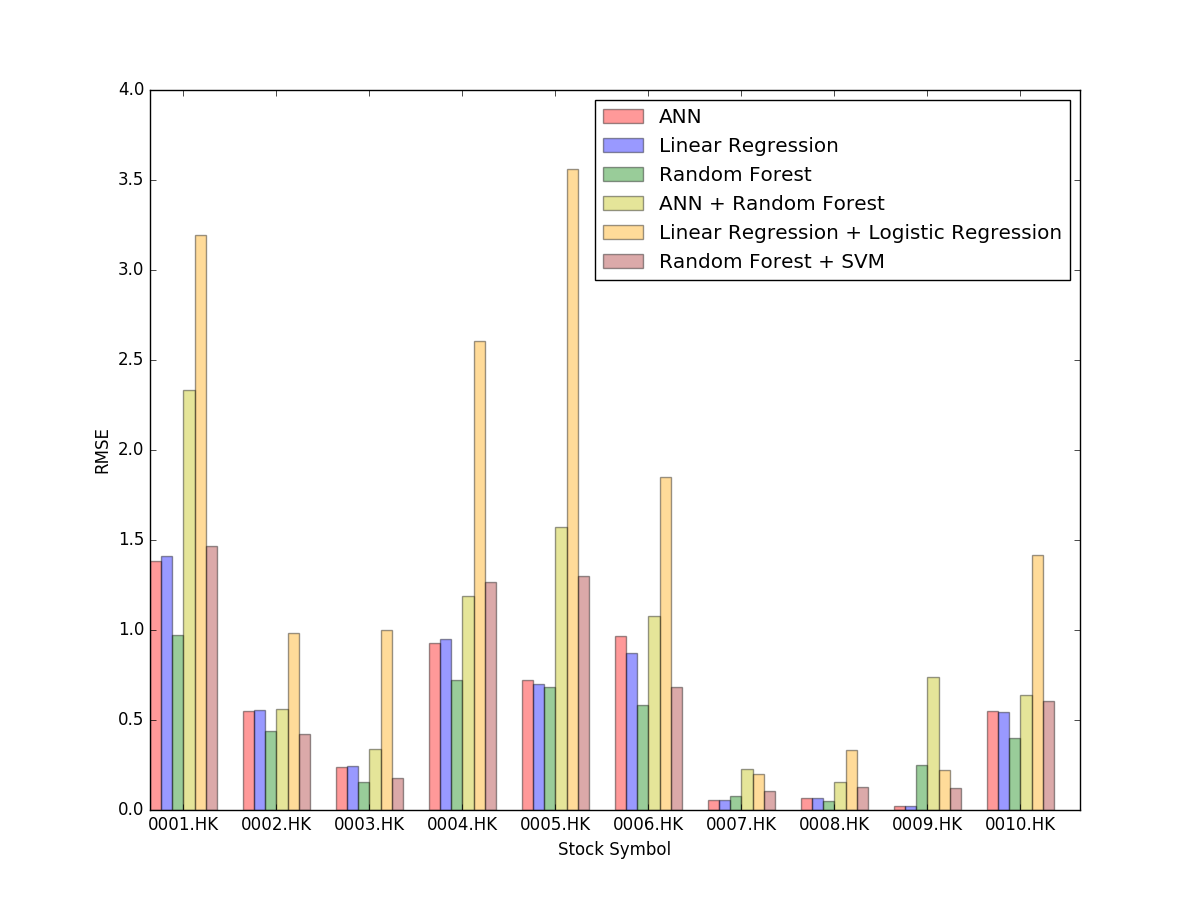 4.0
3.5
3.0
2.5
2.0
1.5
1.0
0.5
0.0
RMSE
ANN
Linear Regression
Random Forest
ANN + Random Forest
Linear Regression + Logistic Regression
Random Forest + SVM
0001.HK 0002.HK 0003.HK 0004.HK 0005.HK 0006.HK 0007.HK 0008.HK 0009.HK 0010.HK
Stock Symbol